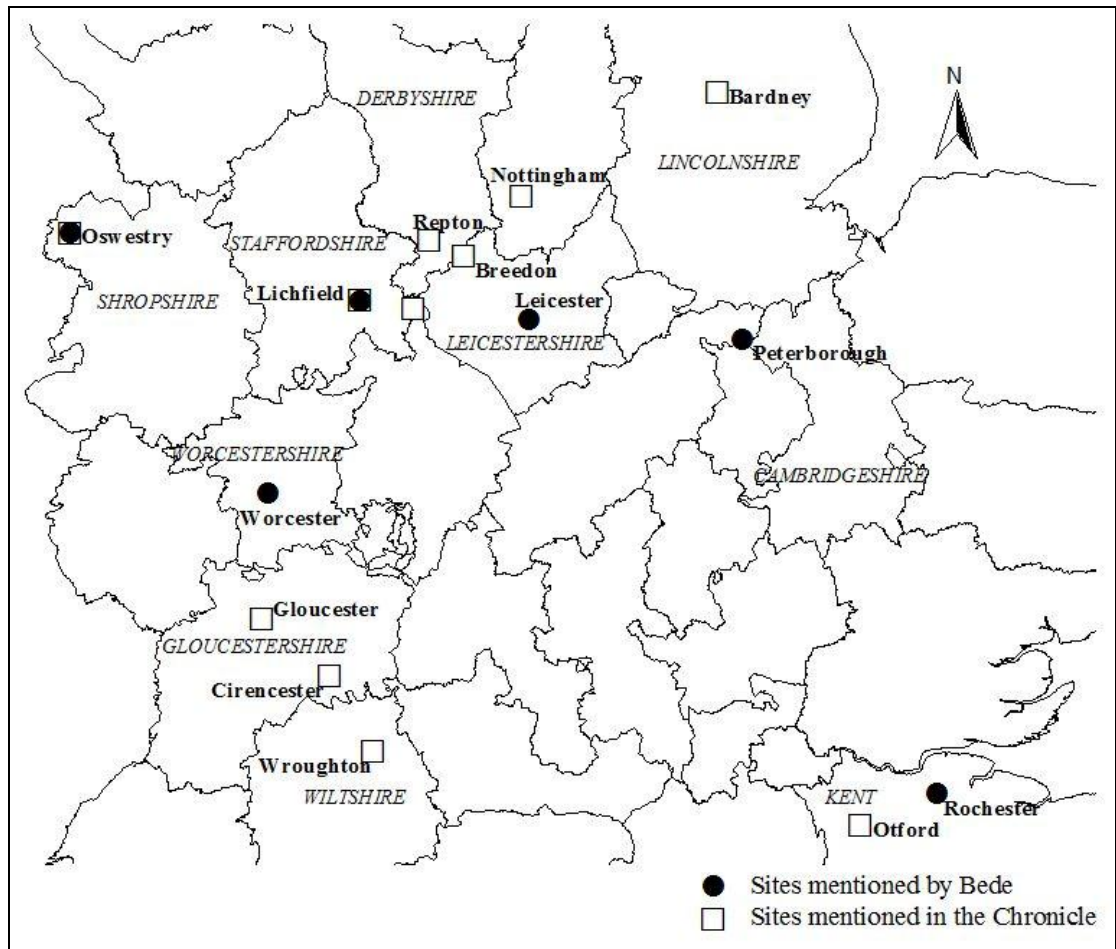 DERBYSHIRE
N
Bardney
LINCOLNSHIRE
Nottingham
Oswestry
STAFFORDSHIRE
Repton
Breedon
SHROPSHIRE
Lichfield
Leicester
LEICESTERSHIRE
Peterborough
WORCESTERSHIRE
CAMBRIDGESHIRE
Worcester
Gloucester
GLOUCESTERSHIRE
Cirencester
Wroughton
WILTSHIRE
KENT
Rochester
Otford
Sites mentioned by Bede
Sites mentioned in the Chronicle